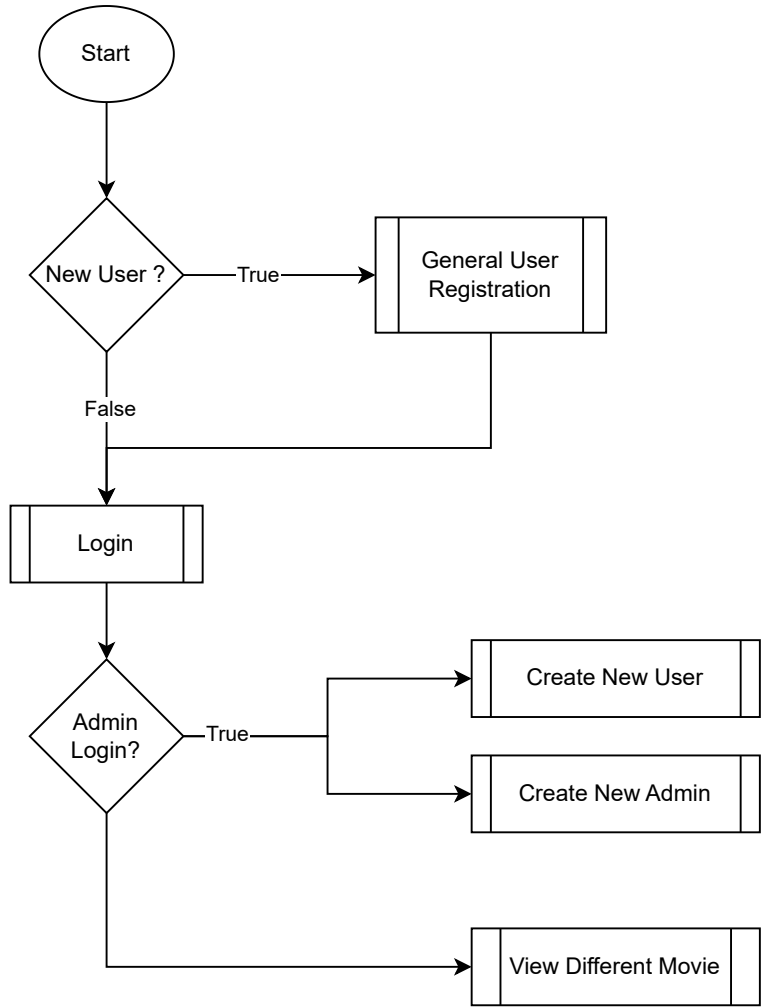 Start
New User ?
True
General User
Registration
False
Login
Admin
Login?
True
Create New User
Create New Admin
View Different Movie